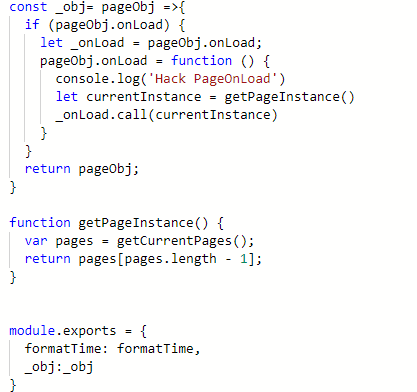 const _obj= pageObj =>{
  if (pageObj.onLoad) {
    let _onLoad = pageObj.onLoad;
    pageObj.onLoad = function () {
      console.log('Hack PageOnLoad')
      let currentInstance = getPageInstance()
      _onLoad.call(currentInstance)
    }
  }
  return pageObj;
}
function getPageInstance() {
  var pages = getCurrentPages();
  return pages[pages.length - 1];
}
module.exports = {
  formatTime: formatTime,
  _obj:_obj
}